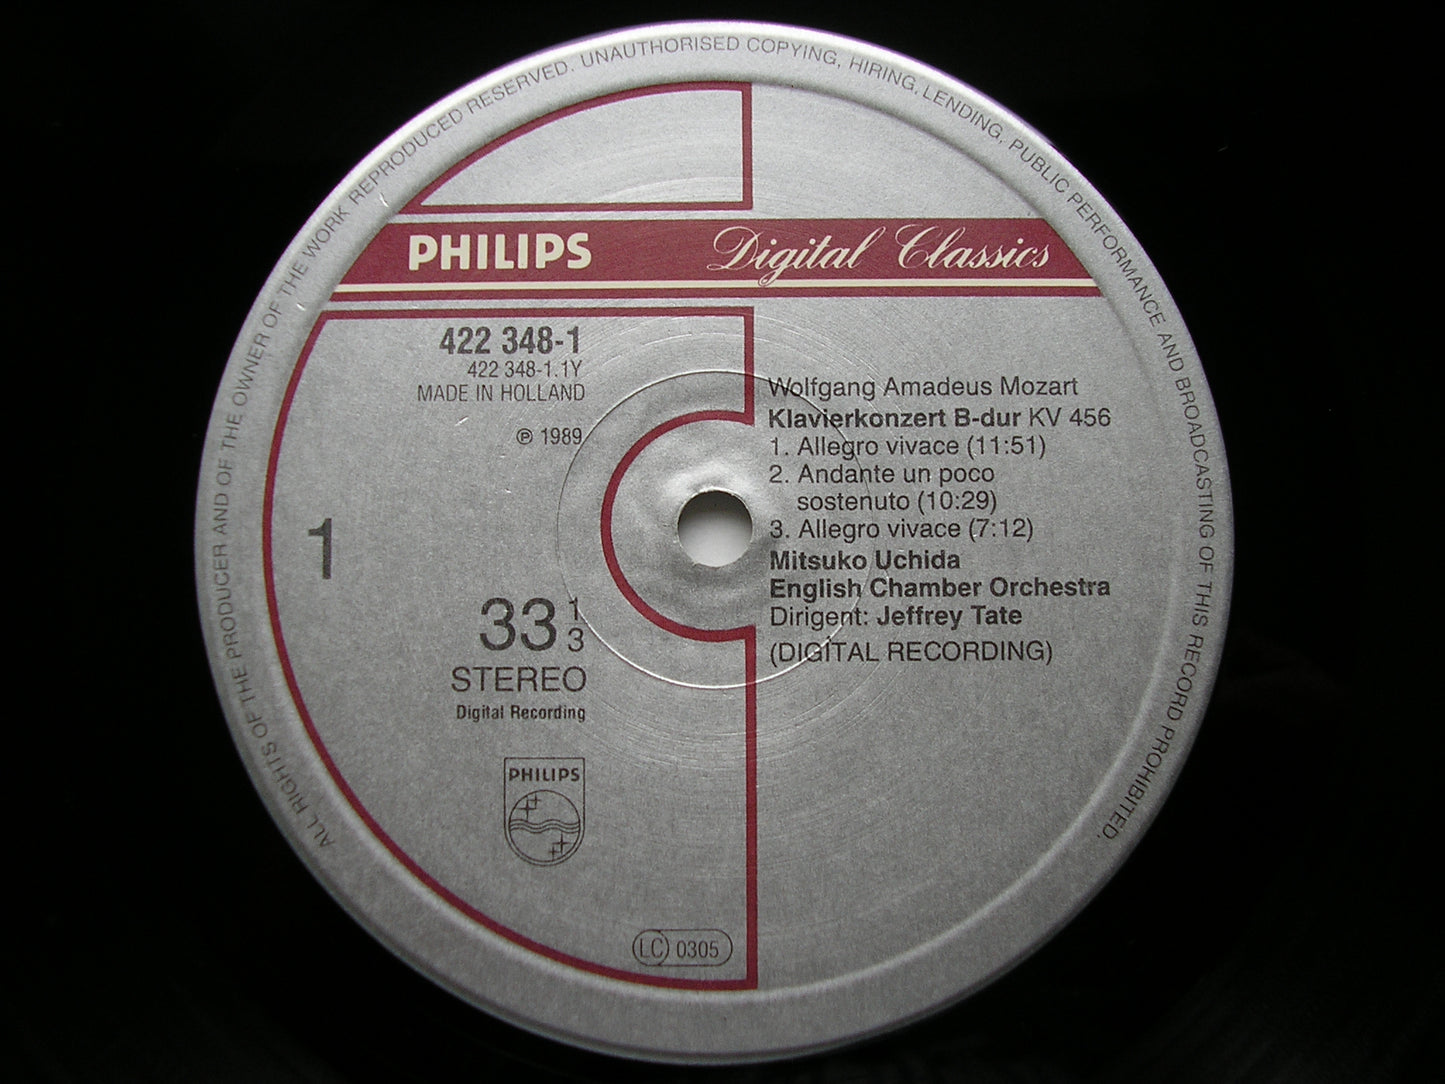 ALL RIGHTS OF THE PRODUCER AND OF THE OWNER OF THE WORK REPRODUCED RESERVED. UNAUTHORISED COPYING, HIRING, LENDING, PUBLIC PERFORMANCE AND BROADCASTING OF THIS RECORD PROHIBITED.
PHILIPS Digital Classics
422 348-1
422 348-1.1Y
MADE IN HOLLAND
℗ 1989
1
33 1/3
STEREO
Digital Recording
PHILIPS
LC 0305
Wolfgang Amadeus Mozart
Klavierkonzert B-dur KV 456
1. Allegro vivace (11:51)
2. Andante un poco
sostenuto (10:29)
3. Allegro vivace (7:12)
Mitsuko Uchida
English Chamber Orchestra
Dirigent: Jeffrey Tate
(DIGITAL RECORDING)